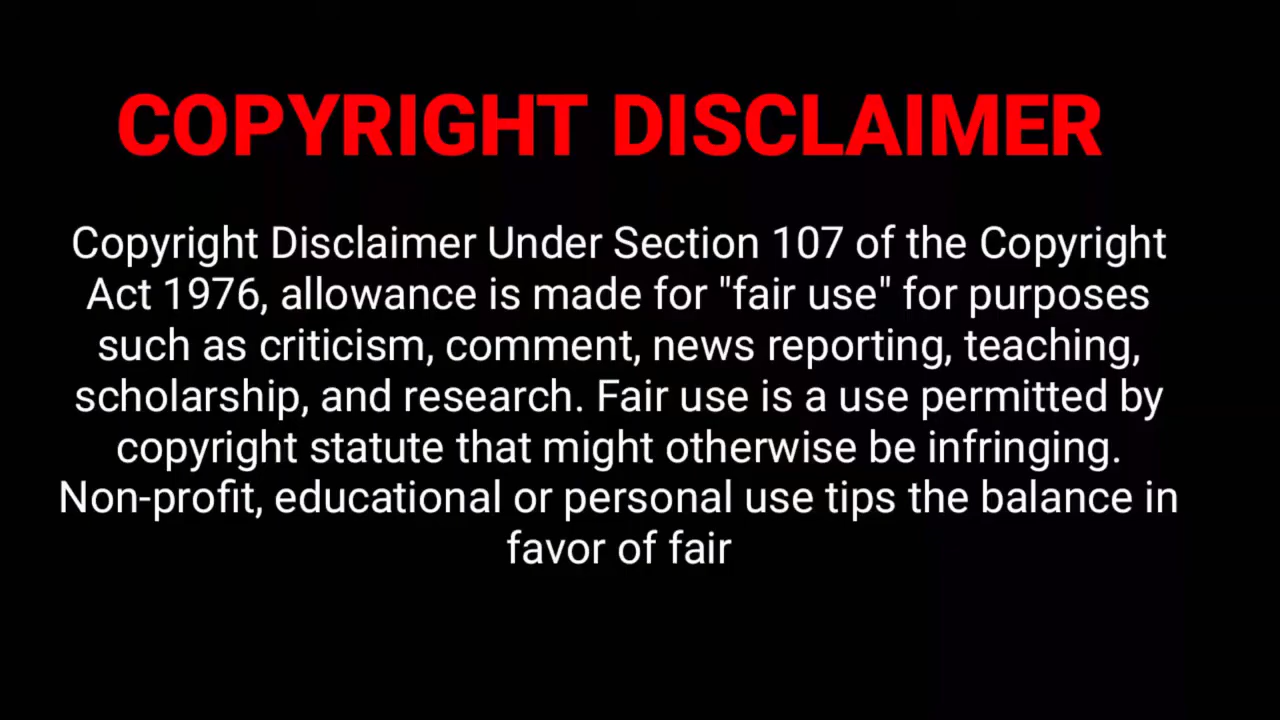 COPYRIGHT DISCLAIMER
Copyright Disclaimer Under Section 107 of the Copyright
Act 1976, allowance is made for "fair use" for purposes
such as criticism, comment, news reporting, teaching,
scholarship, and research. Fair use is a use permitted by
copyright statute that might otherwise be infringing.
Non-profit, educational or personal use tips the balance in
favor of fair